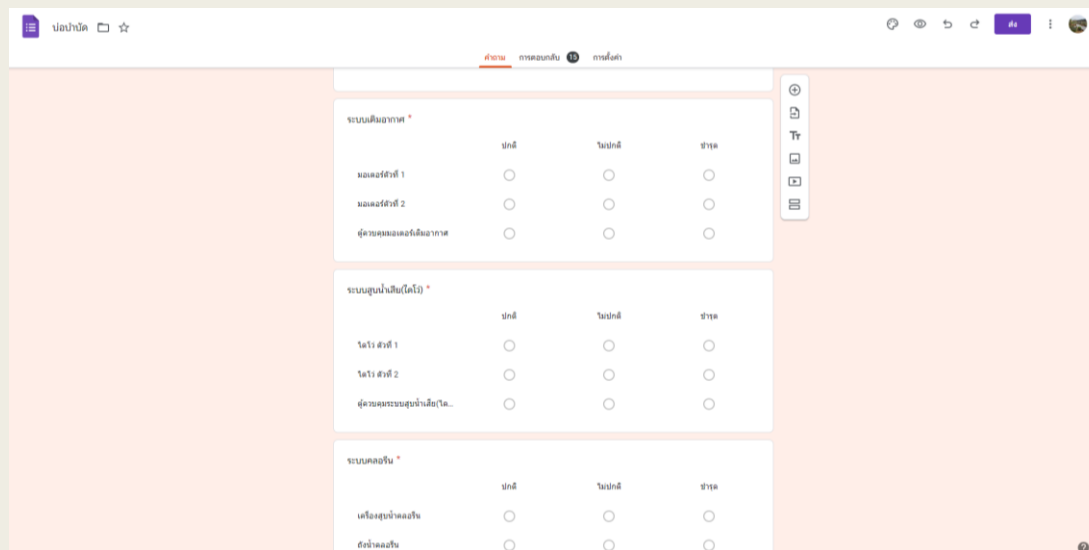 บ่อบำบัด
ส่ง
คำถาม การตอบกลับ 15 การตั้งค่า
ระบบเติมอากาศ *
ปกติ ไม่ปกติ ชำรุด
มอเตอร์ตัวที่ 1
มอเตอร์ตัวที่ 2
ตู้ควบคุมมอเตอร์เติมอากาศ
ระบบสูบน้ำเสีย(ไดโว่) *
ปกติ ไม่ปกติ ชำรุด
ไดโว่ ตัวที่ 1
ไดโว่ ตัวที่ 2
ตู้ควบคุมระบบสูบน้ำเสีย(ได...
ระบบคลอรีน *
ปกติ ไม่ปกติ ชำรุด
เครื่องสูบน้ำคลอรีน
ถังน้ำคลอรีน